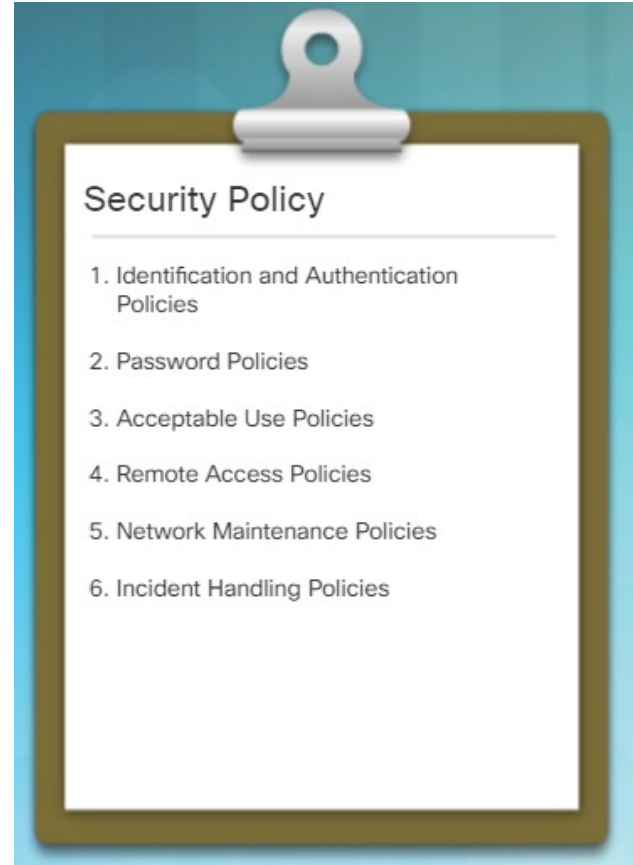 Security Policy
1. Identification and Authentication
Policies
2. Password Policies
3. Acceptable Use Policies
4. Remote Access Policies
5. Network Maintenance Policies
6. Incident Handling Policies